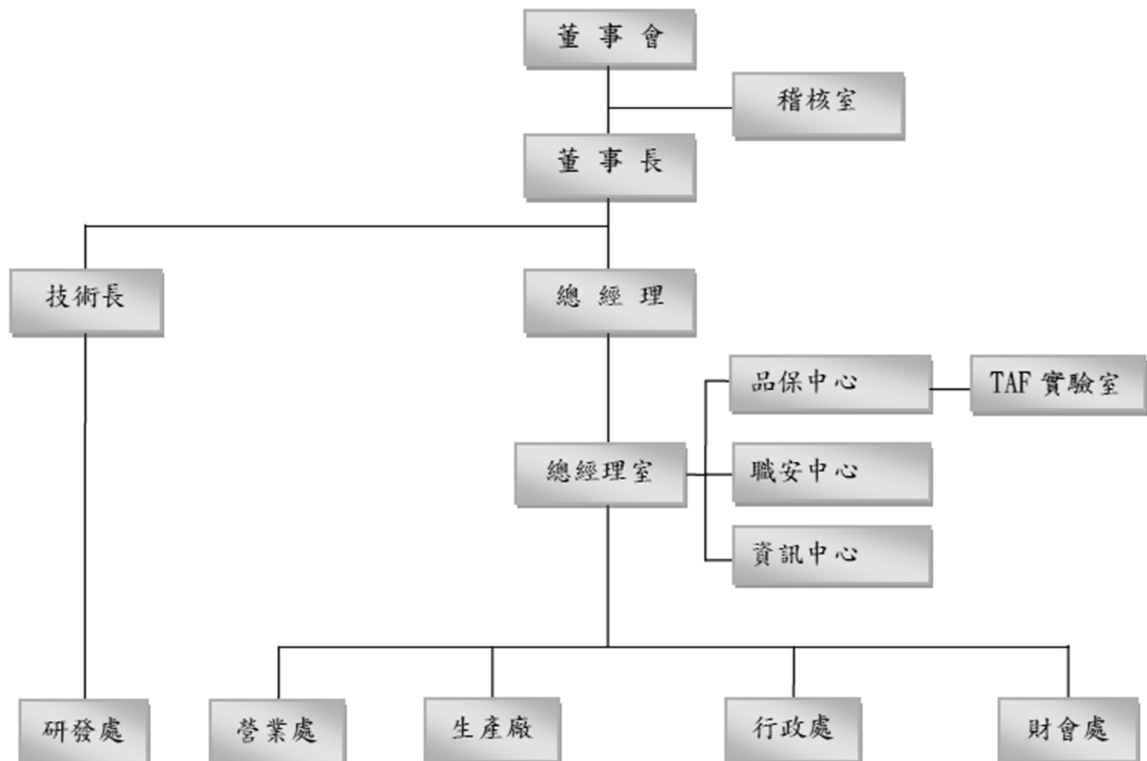 董事會
稽核室
董事長
技術長
總經理
品保中心
TAF 實驗室
總經理室
職安中心
資訊中心
研發處
營業處
生產廠
行政處
財會處